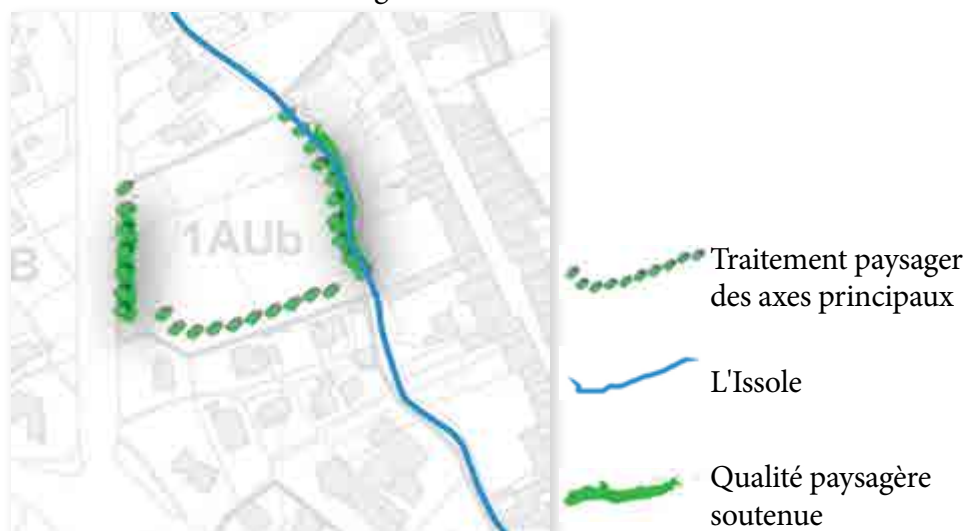 1AUb
B
Traitement paysager
des axes principaux
L'Issole
Qualité paysagère
soutenue